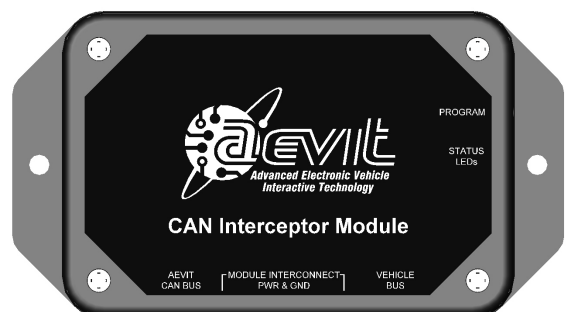 PROGRAM
STATUS
LEDs
aevit
Advanced Electronic Vehicle
Interactive Technology
CAN Interceptor Module
AEVIT
CAN BUS
MODULE INTERCONNECT
PWR & GND
VEHICLE
BUS